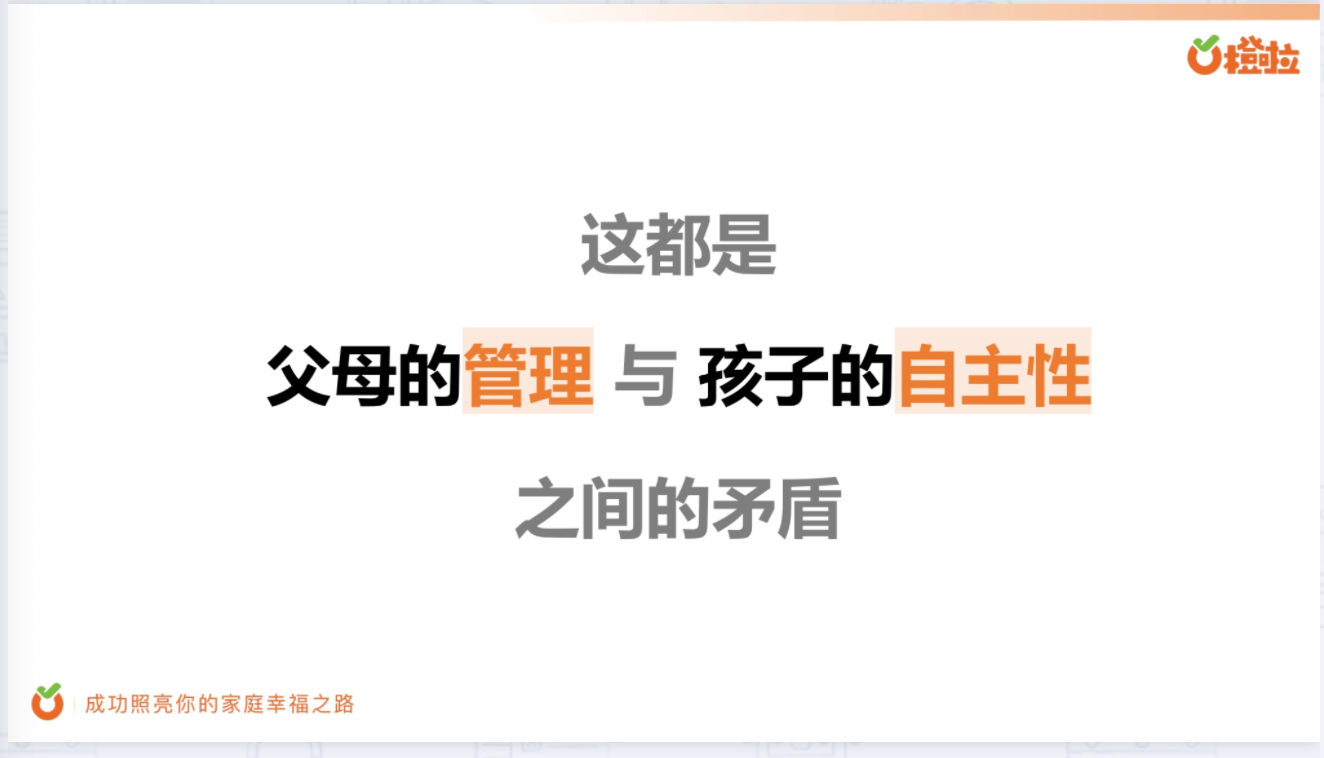 橙啦
这都是
父母的管理 与 孩子的自主性
之间的矛盾
成功照亮你的家庭幸福之路